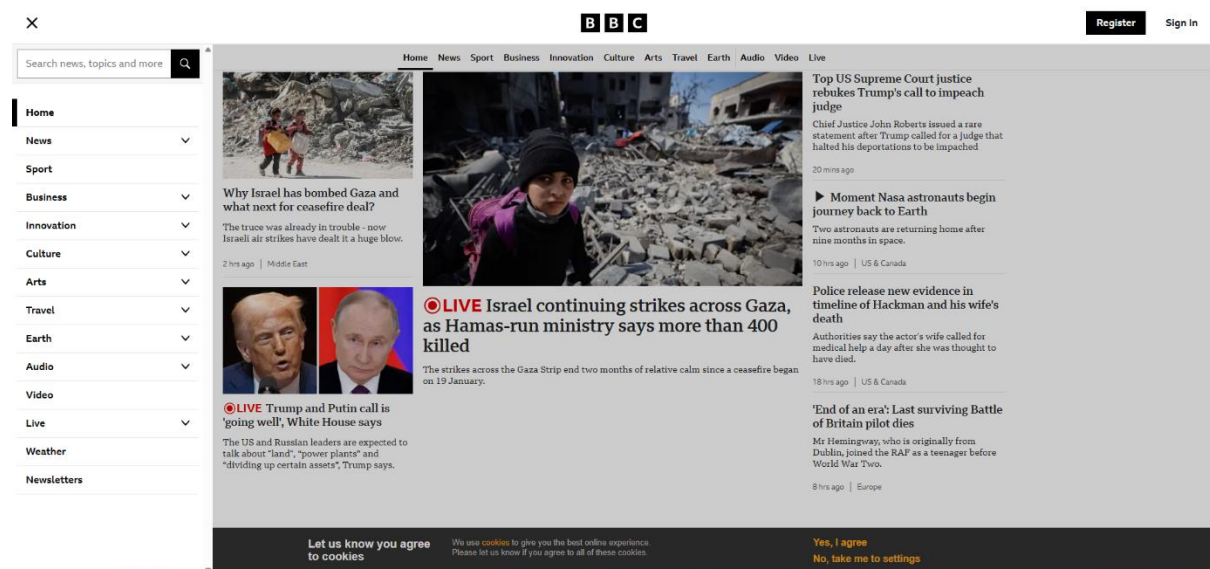 BBC
Register
Sign In
Search news, topics and more
Home
News
Sport
Business
Innovation
Culture
Arts
Travel
Earth
Audio
Video
Live
Weather
Newsletters
Home News Sport Business Innovation Culture Arts Travel Earth Audio Video Live
Why Israel has bombed Gaza and
what next for ceasefire deal?
The truce was already in trouble - now
Israeli air strikes have dealt it a huge blow.
2 hrs ago | Middle East
LIVE Trump and Putin call is
'going well', White House says
The US and Russian leaders are expected to
talk about "land", "power plants" and
"dividing up certain assets", Trump says.
LIVE Israel continuing strikes across Gaza,
as Hamas-run ministry says more than 400
killed
The strikes across the Gaza Strip end two months of relative calm since a ceasefire began
on 19 January.
Top US Supreme Court justice
rebukes Trump's call to impeach
judge
Chief Justice John Roberts issued a rare
statement after Trump called for a judge that
halted his deportations to be impeached
20 mins ago
Moment Nasa astronauts begin
journey back to Earth
Two astronauts are returning home after
nine months in space.
10 hrs ago | US & Canada
Police release new evidence in
timeline of Hackman and his wife's
death
Authorities say the actor's wife called for
medical help a day after she was thought to
have died.
18 hrs ago | US & Canada
'End of an era': Last surviving Battle
of Britain pilot dies
Mr Hemingway, who is originally from
Dublin, joined the RAF as a teenager before
World War Two.
8 hrs ago | Europe
Let us know you agree
to cookies
We use cookies to give you the best online experience.
Please let us know if you agree to all of these cookies.
Yes, I agree
No, take me to settings